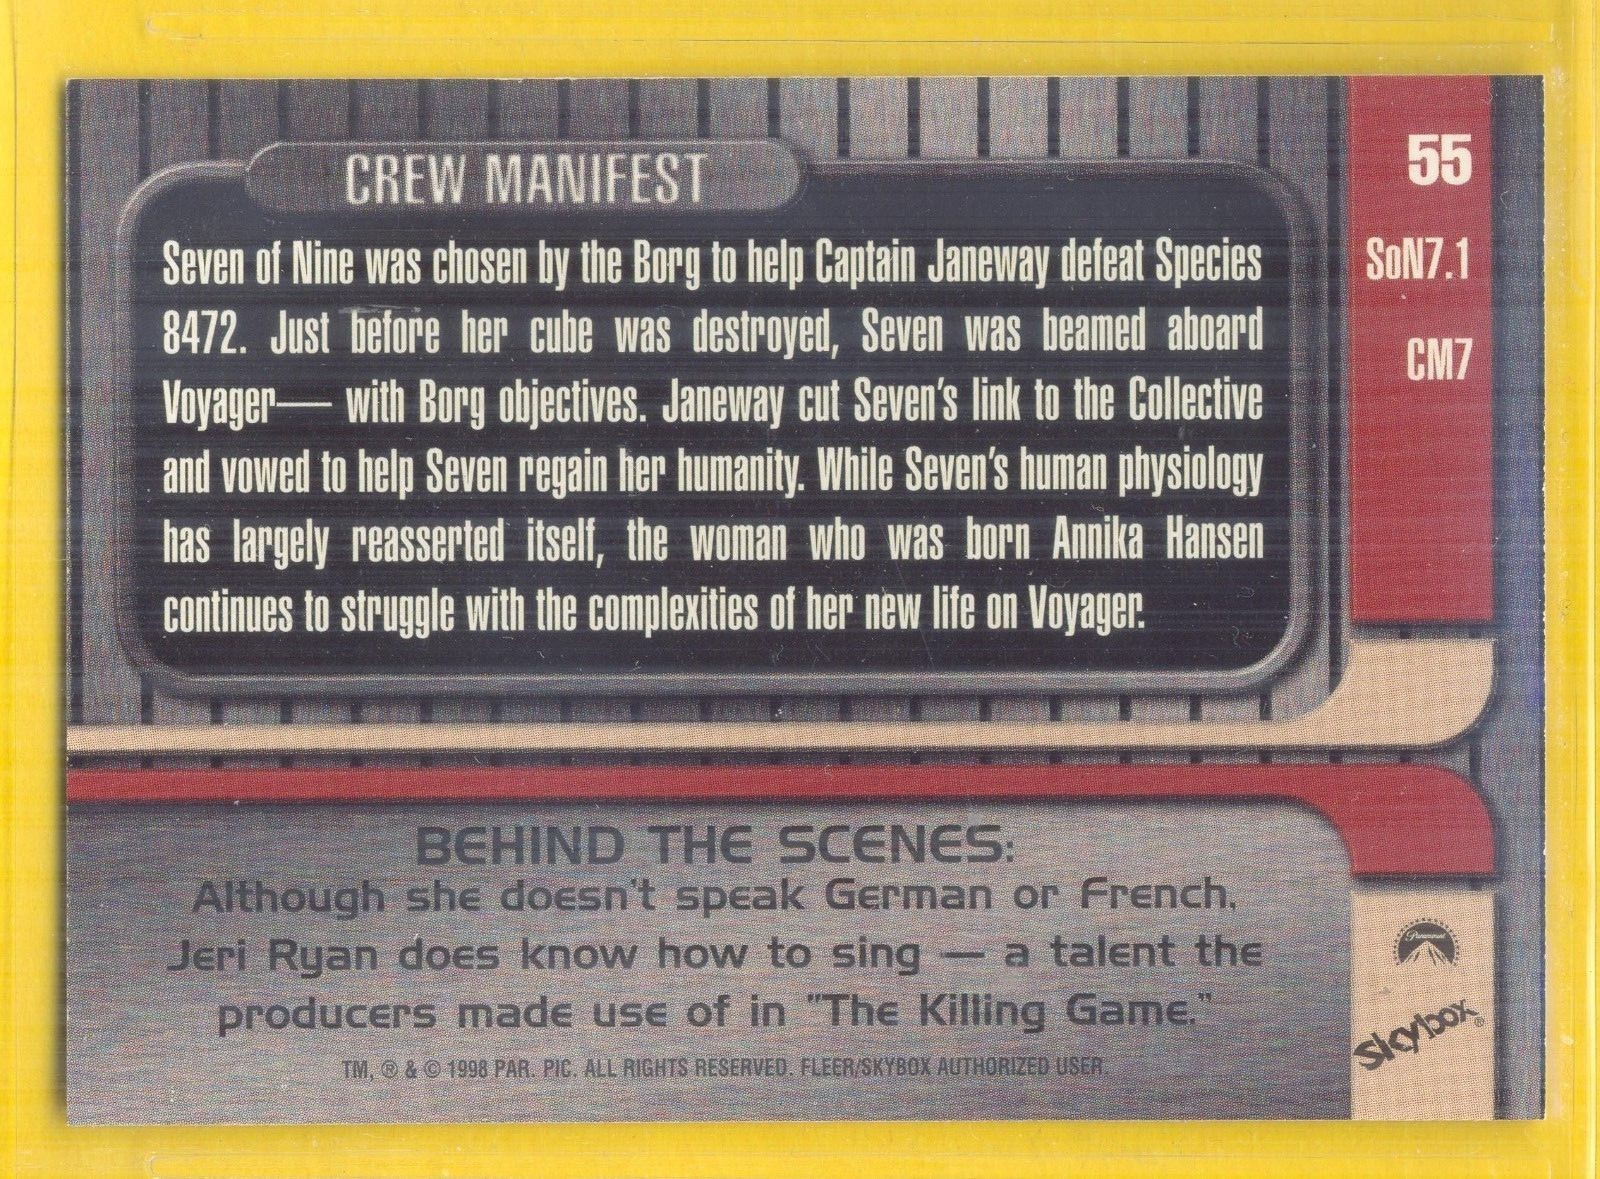 CREW MANIFEST
Seven of Nine was chosen by the Borg to help Captain Janeway defeat Species
8472. Just before her cube was destroyed, Seven was beamed aboard
Voyager— with Borg objectives. Janeway cut Seven's link to the Collective
and vowed to help Seven regain her humanity. While Seven's human physiology
has largely reasserted itself, the woman who was born Annika Hansen
continues to struggle with the complexities of her new life on Voyager.
55
SoN7.1
CM7
BEHIND THE SCENES:
Although she doesn't speak German or French,
Jeri Ryan does know how to sing — a talent the
producers made use of in "The Killing Game."
TM, ® & © 1998 PAR. PIC. ALL RIGHTS RESERVED. FLEER/SKYBOX AUTHORIZED USER.
Paramount
skybox®